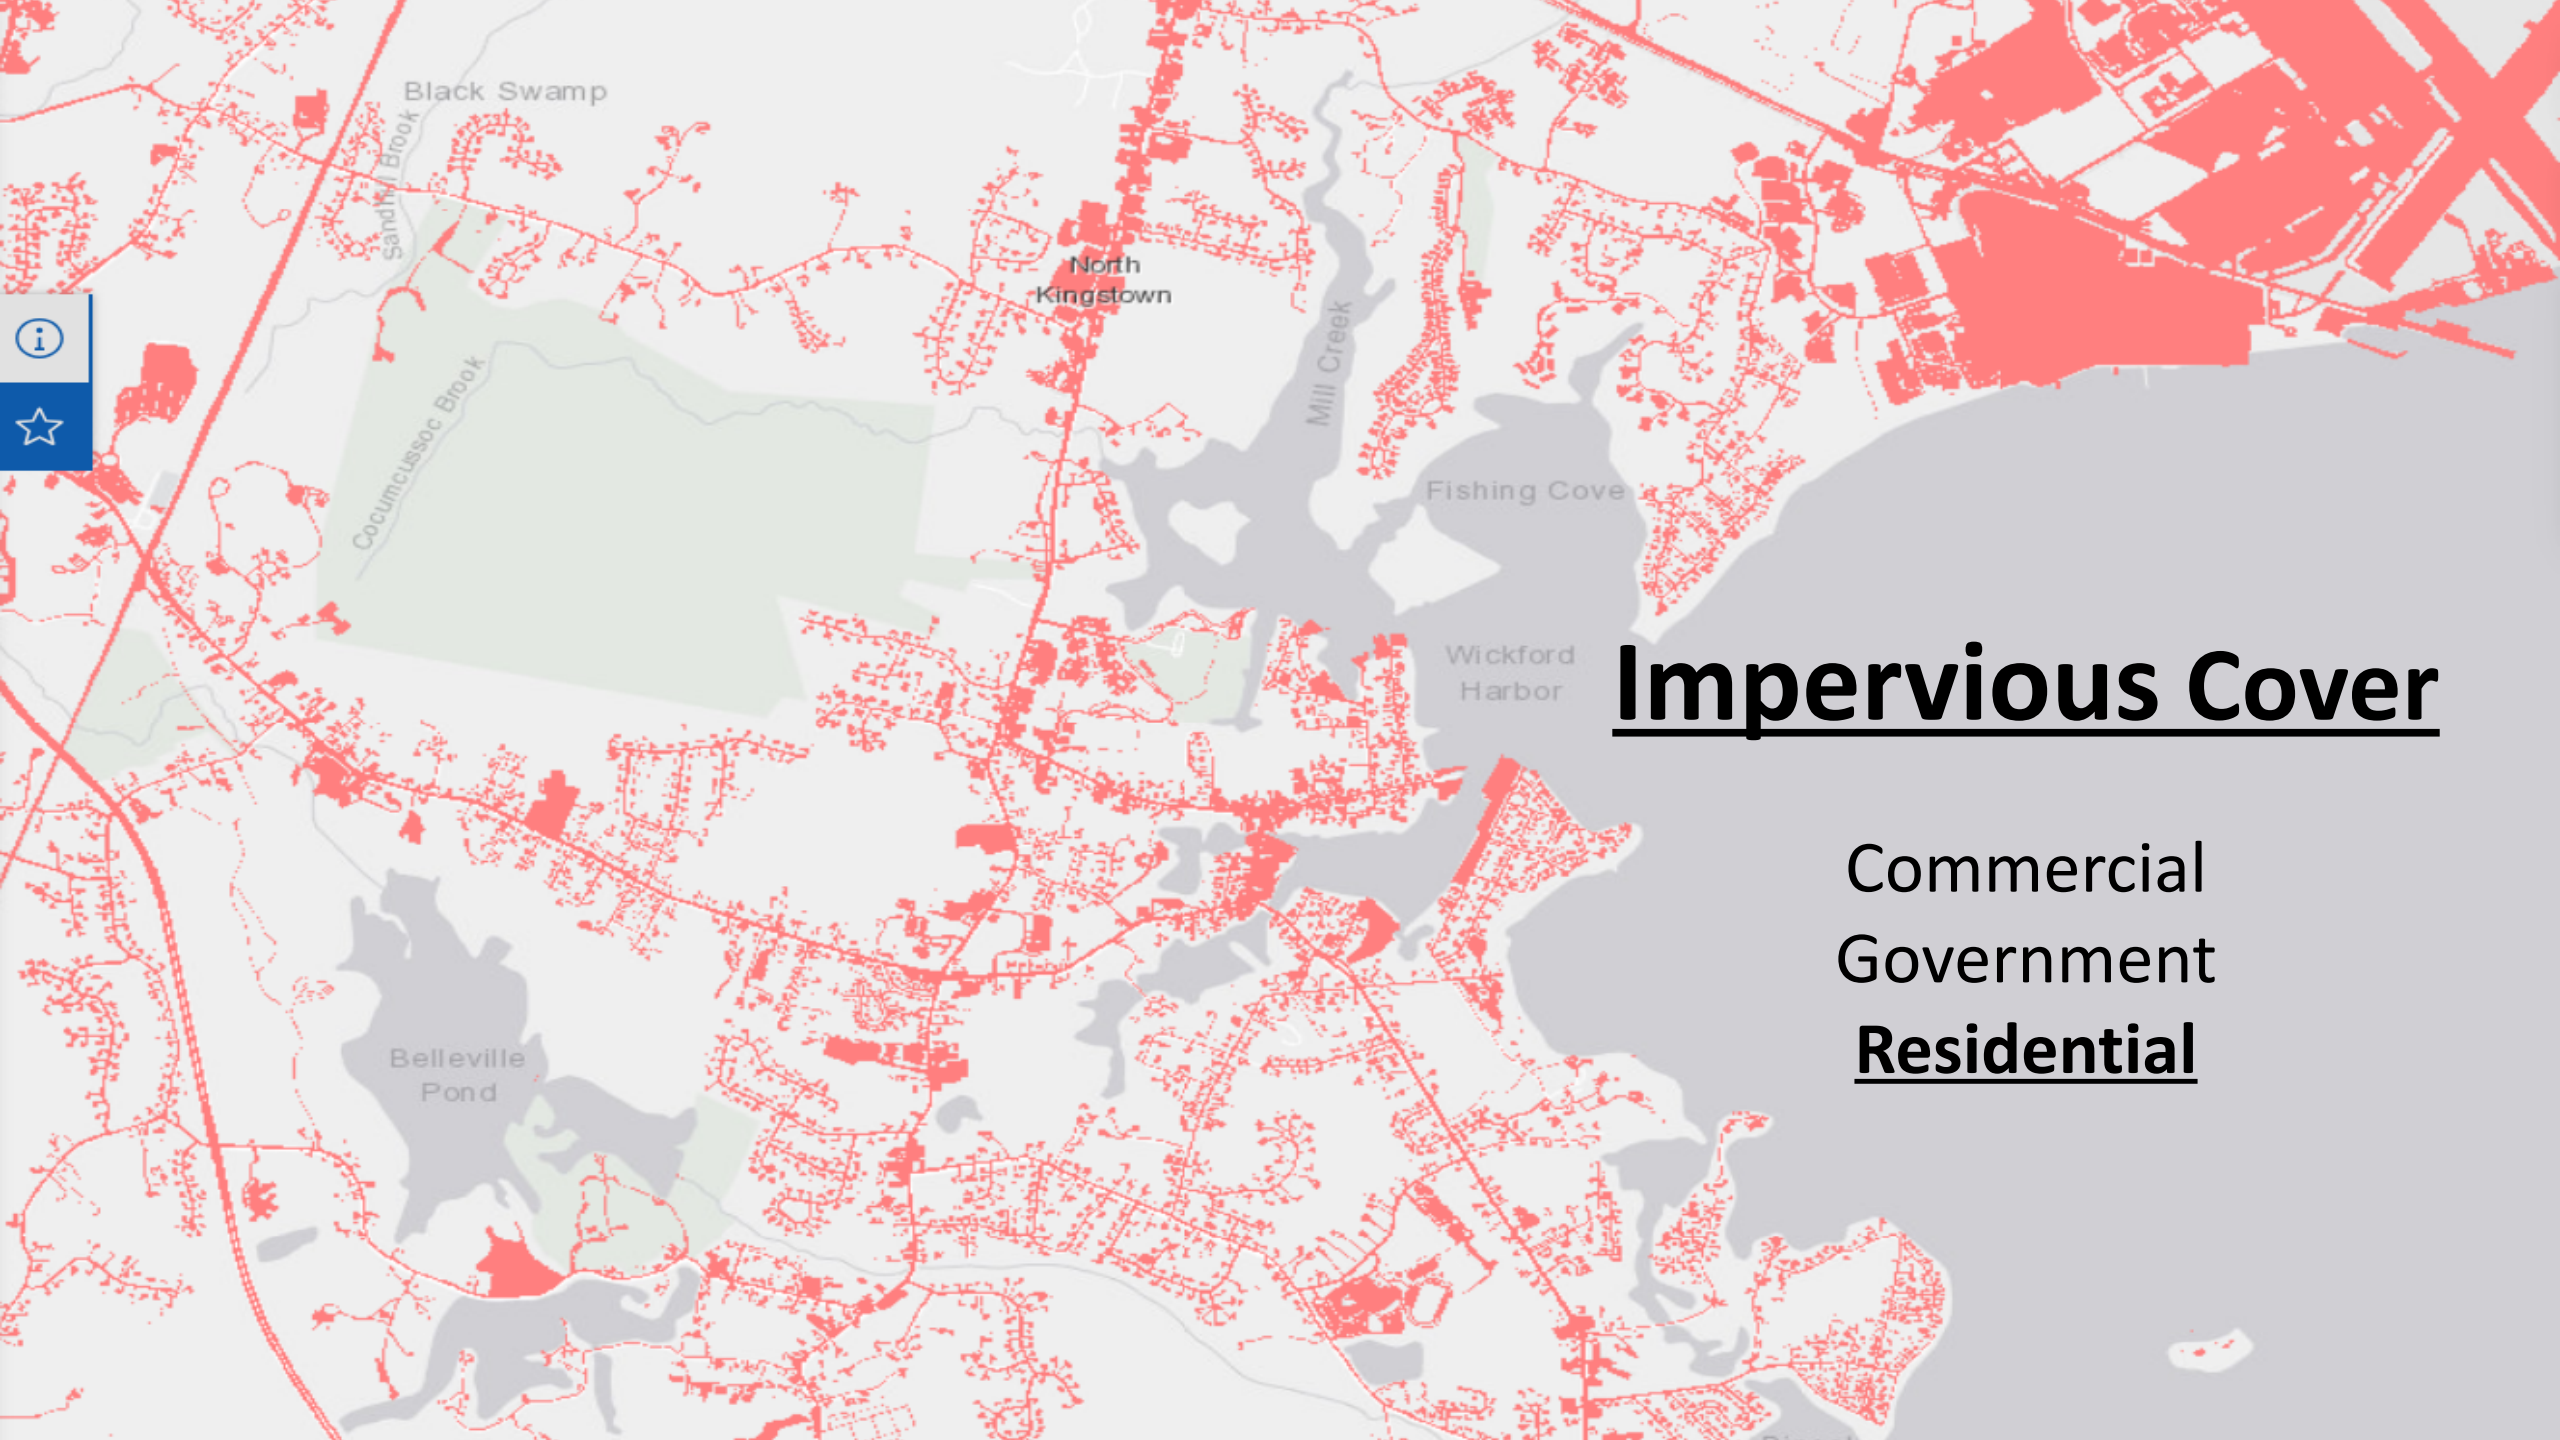 Black Swamp
Sandhill Brook
North
Kingstown
Mill Creek
Cocumcussoc Brook
Fishing Cove
Wickford
Harbor
Impervious Cover
Commercial
Government
Residential
Belleville
Pond